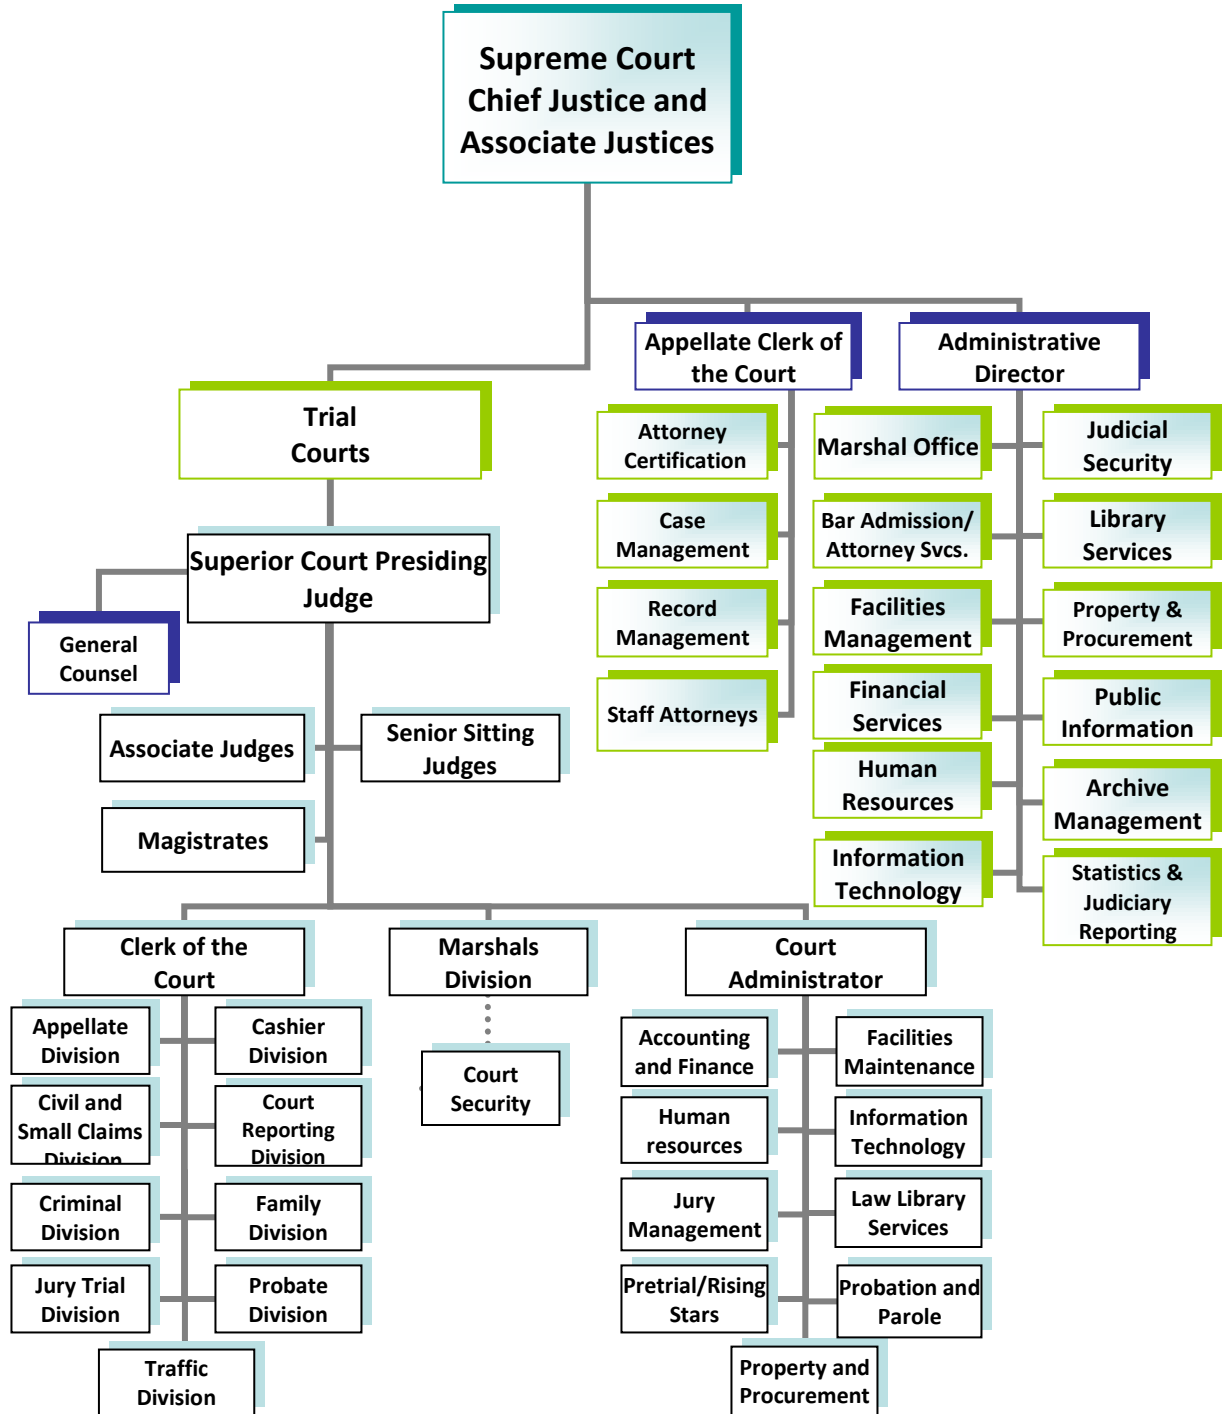 Supreme Court
Chief Justice and
Associate Justices
Appellate Clerk of
the Court
Administrative
Director
Trial
Courts
Attorney
Certification
Marshal Office
Judicial
Security
Case
Management
Bar Admission/
Attorney Svcs.
Library
Services
Superior Court Presiding
Judge
General
Counsel
Record
Management
Facilities
Management
Property &
Procurement
Staff Attorneys
Financial
Services
Public
Information
Associate Judges
Senior Sitting
Judges
Human
Resources
Archive
Management
Magistrates
Information
Technology
Statistics &
Judiciary
Reporting
Clerk of the
Court
Marshals
Division
Court
Administrator
Appellate
Division
Cashier
Division
Court
Security
Accounting
and Finance
Facilities
Maintenance
Civil and
Small Claims
Division
Court
Reporting
Division
Human
resources
Information
Technology
Criminal
Division
Family
Division
Jury
Management
Law Library
Services
Jury Trial
Division
Probate
Division
Pretrial/Rising
Stars
Probation and
Parole
Traffic
Division
Property and
Procurement